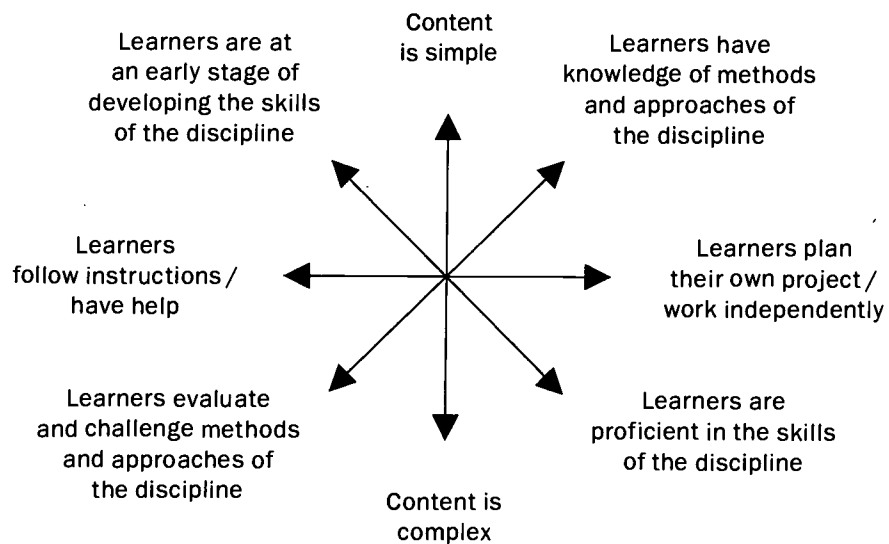 Content
is simple
Learners are at
an early stage of
developing the skills
of the discipline
Learners have
knowledge of methods
and approaches of
the discipline
Learners
follow instructions /
have help
Learners plan
their own project /
work independently
Learners evaluate
and challenge methods
and approaches of
the discipline
Learners are
proficient in the skills
of the discipline
Content is
complex